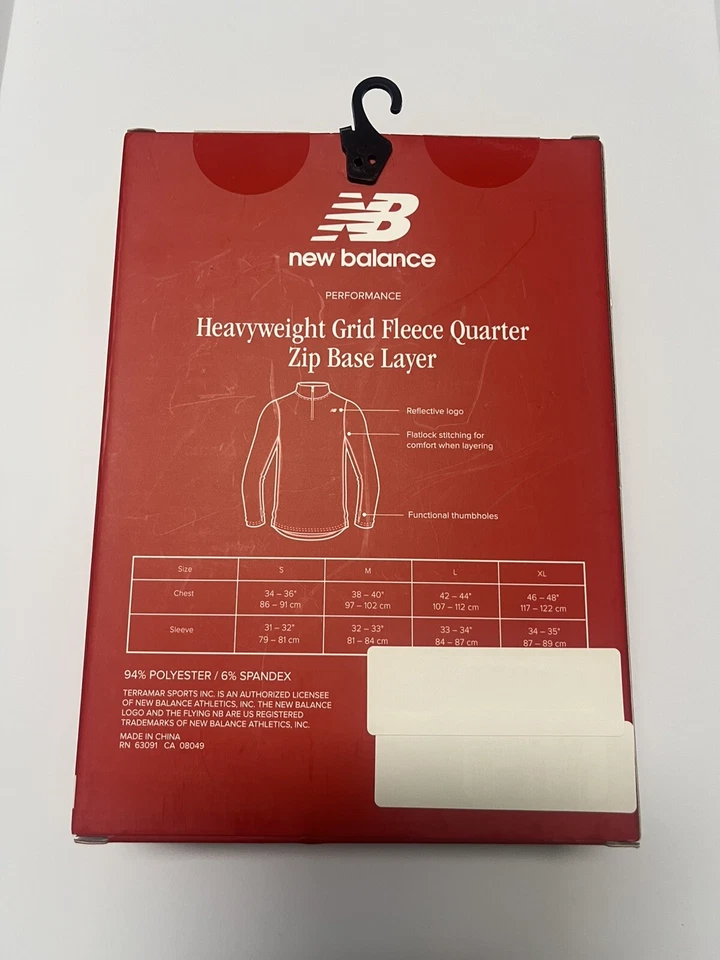 NB
new balance
PERFORMANCE
Heavyweight Grid Fleece Quarter
Zip Base Layer
NB
Reflective logo
Flatlock stitching for
comfort when layering
Functional thumbholes
Size S M L XL
Chest 34 – 36" 38 – 40" 42 – 44" 46 – 48"
86 – 91 cm 97 – 102 cm 107 – 112 cm 117 – 122 cm
Sleeve 31 – 32" 32 – 33" 33 – 34" 34 – 35"
79 – 81 cm 81 – 84 cm 84 – 87 cm 87 – 89 cm
94% POLYESTER / 6% SPANDEX
TERRAMAR SPORTS INC. IS AN AUTHORIZED LICENSEE
OF NEW BALANCE ATHLETICS, INC. THE NEW BALANCE
LOGO AND THE FLYING NB ARE US REGISTERED
TRADEMARKS OF NEW BALANCE ATHLETICS, INC.
MADE IN CHINA
RN 63091 CA 08049